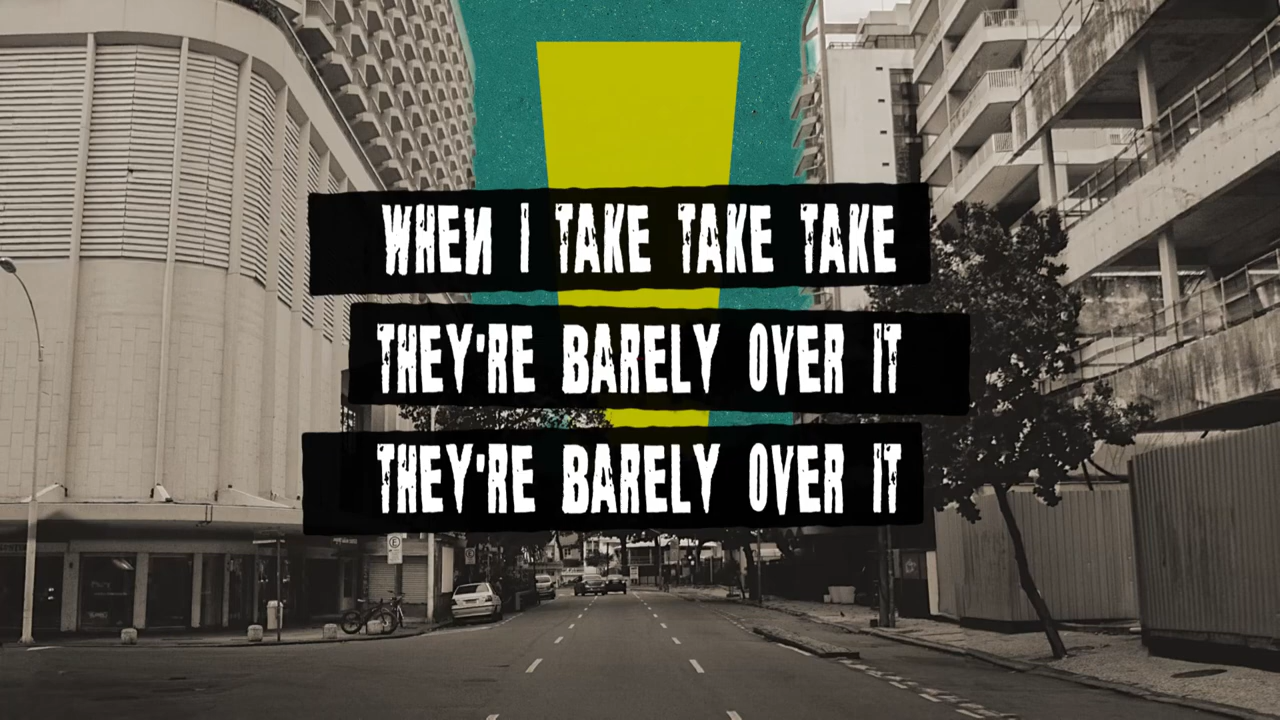 WHEN I TAKE TAKE TAKE
THEY'RE BARELY OVER IT
THEY'RE BARELY OVER IT
E